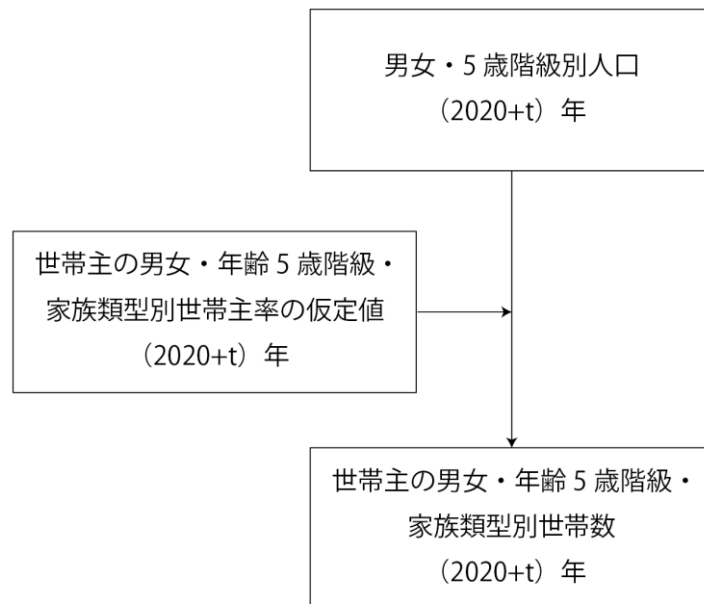 男女・5 歳階級別人口
（2020+t）年
世帯主の男女・年齢 5 歳階級・
家族類型別世帯主率の仮定値
（2020+t）年
世帯主の男女・年齢 5 歳階級・
家族類型別世帯数
（2020+t）年